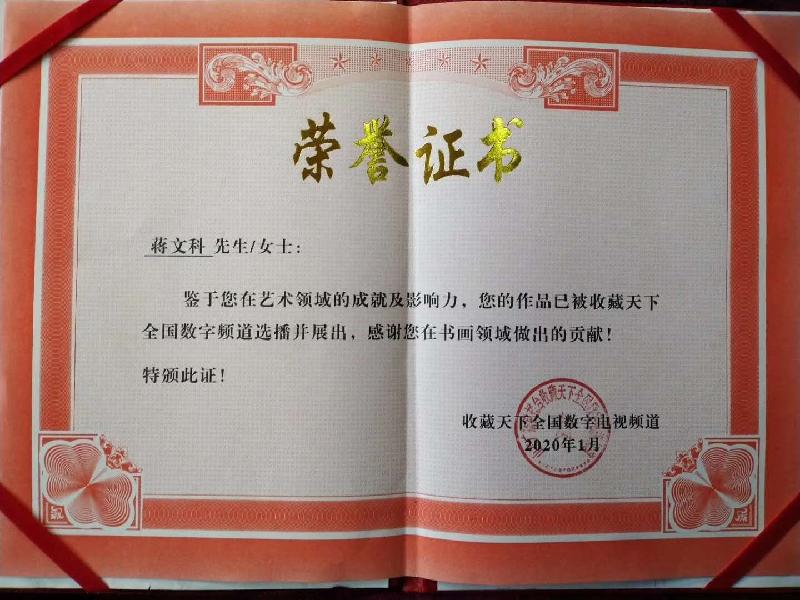 荣誉证书
蒋文科 先生/女士：
鉴于您在艺术领域的成就及影响力，您的作品已被收藏天下
全国数字频道选播并展出，感谢您在书画领域做出的贡献！
特颁此证！
收藏天下全国数字电视频道
2020年1月